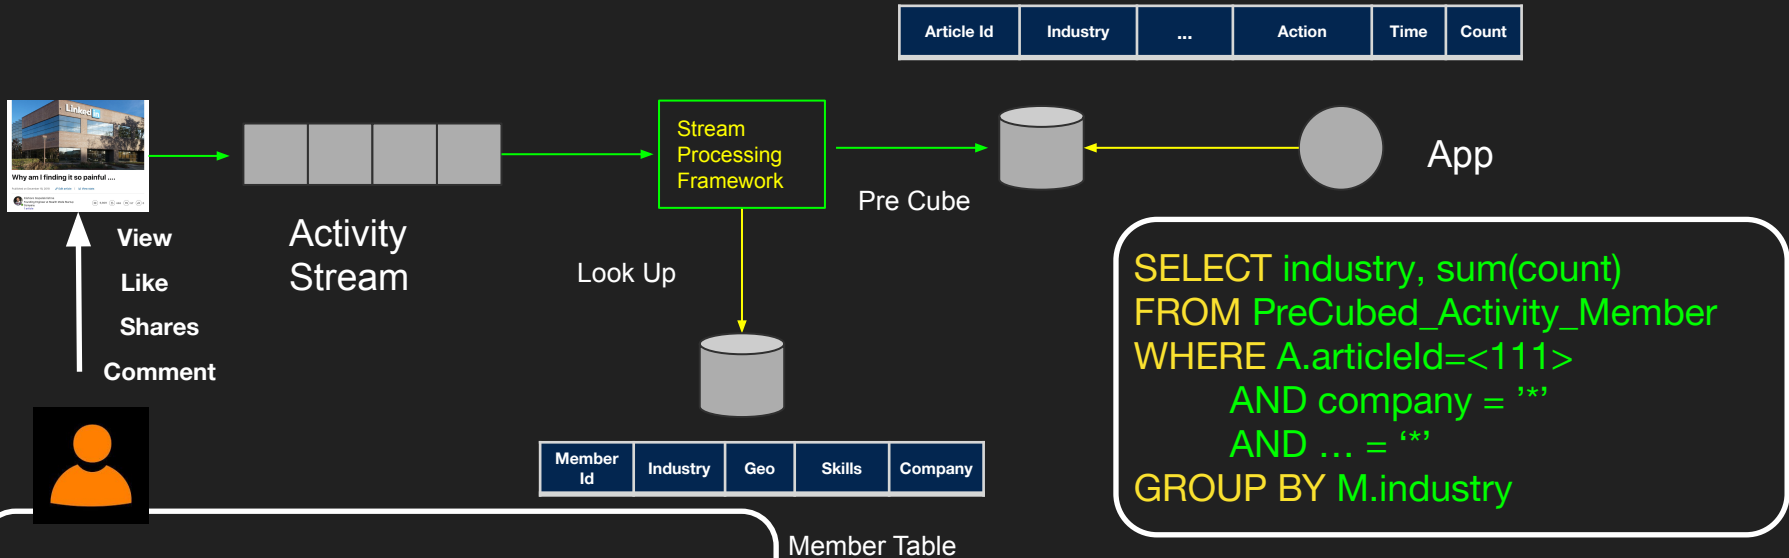 Article Id Industry ... Action Time Count
Linked in
Why am I finding it so painful ....
View
Like
Shares
Comment
Activity
Stream
Stream
Processing
Framework
Look Up
Pre Cube
App
SELECT industry, sum(count)
FROM PreCubed_Activity_Member
WHERE A.articleId=<111>
AND company = '*'
AND … = ‘*’
GROUP BY M.industry
Member
Id
Industry Geo Skills Company
Member Table